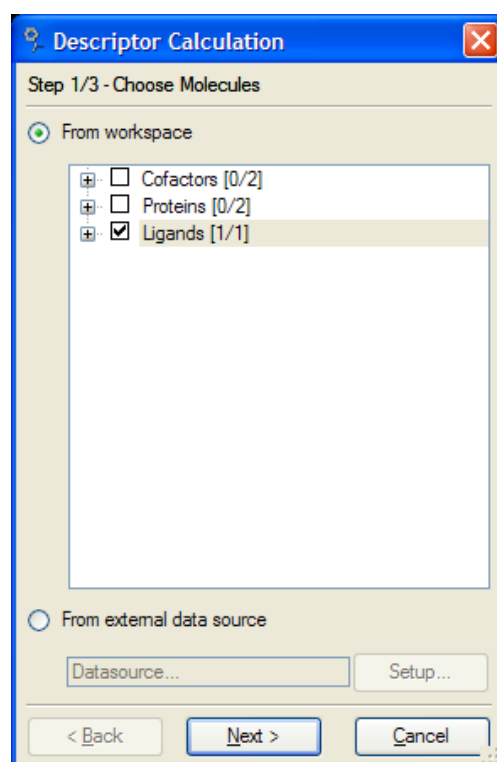 Descriptor Calculation
Step 1/3 - Choose Molecules
From workspace
Cofactors [0/2]
Proteins [0/2]
Ligands [1/1]
From external data source
Datasource... Setup...
< Back Next > Cancel